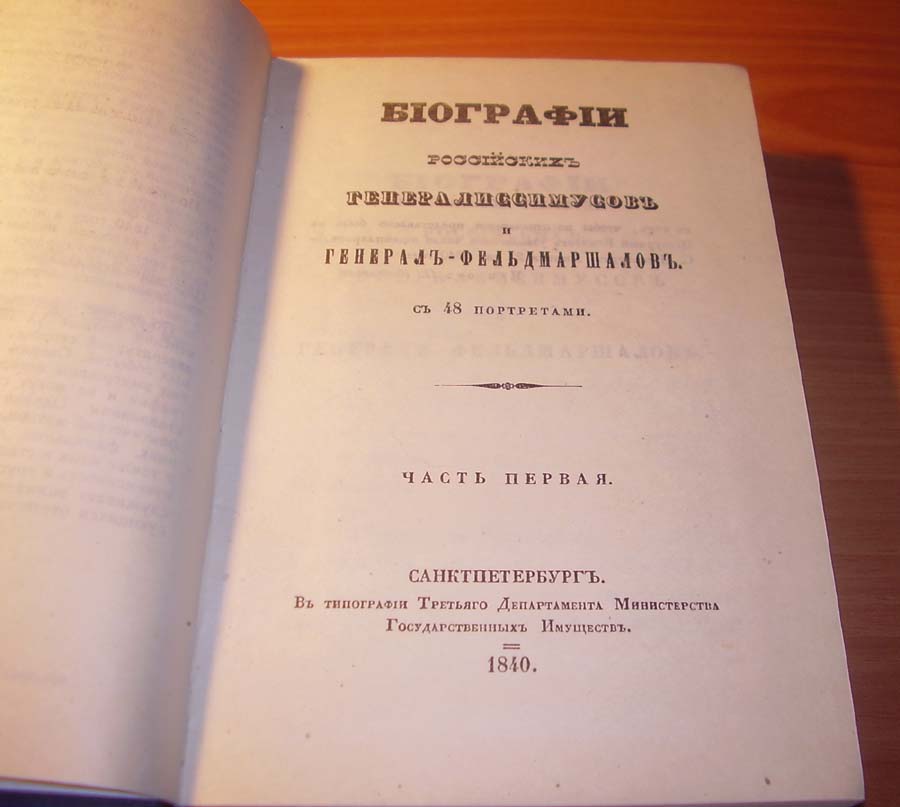 БІОГРАФІИ
РОССІЙСКИХЪ
ГЕНЕРАЛИССИМУСОВЪ
И
ГЕНЕРАЛЪ-ФЕЛЬДМАРШАЛОВЪ.
СЪ 48 ПОРТРЕТАМИ.
ЧАСТЬ ПЕРВАЯ.
САНКТПЕТЕРБУРГЪ.
Въ типографіи Третьяго Департамента Министерства
Государственныхъ Имуществъ.
1840.